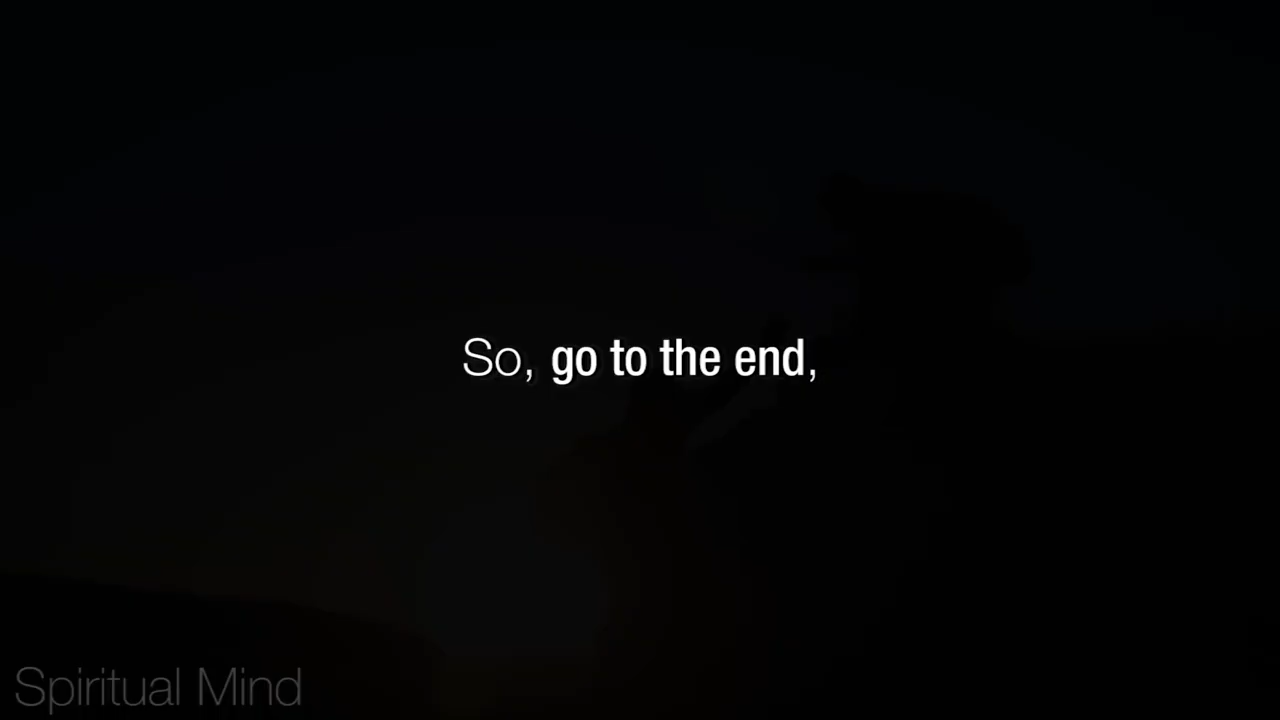 So, go to the end,
Spiritual Mind